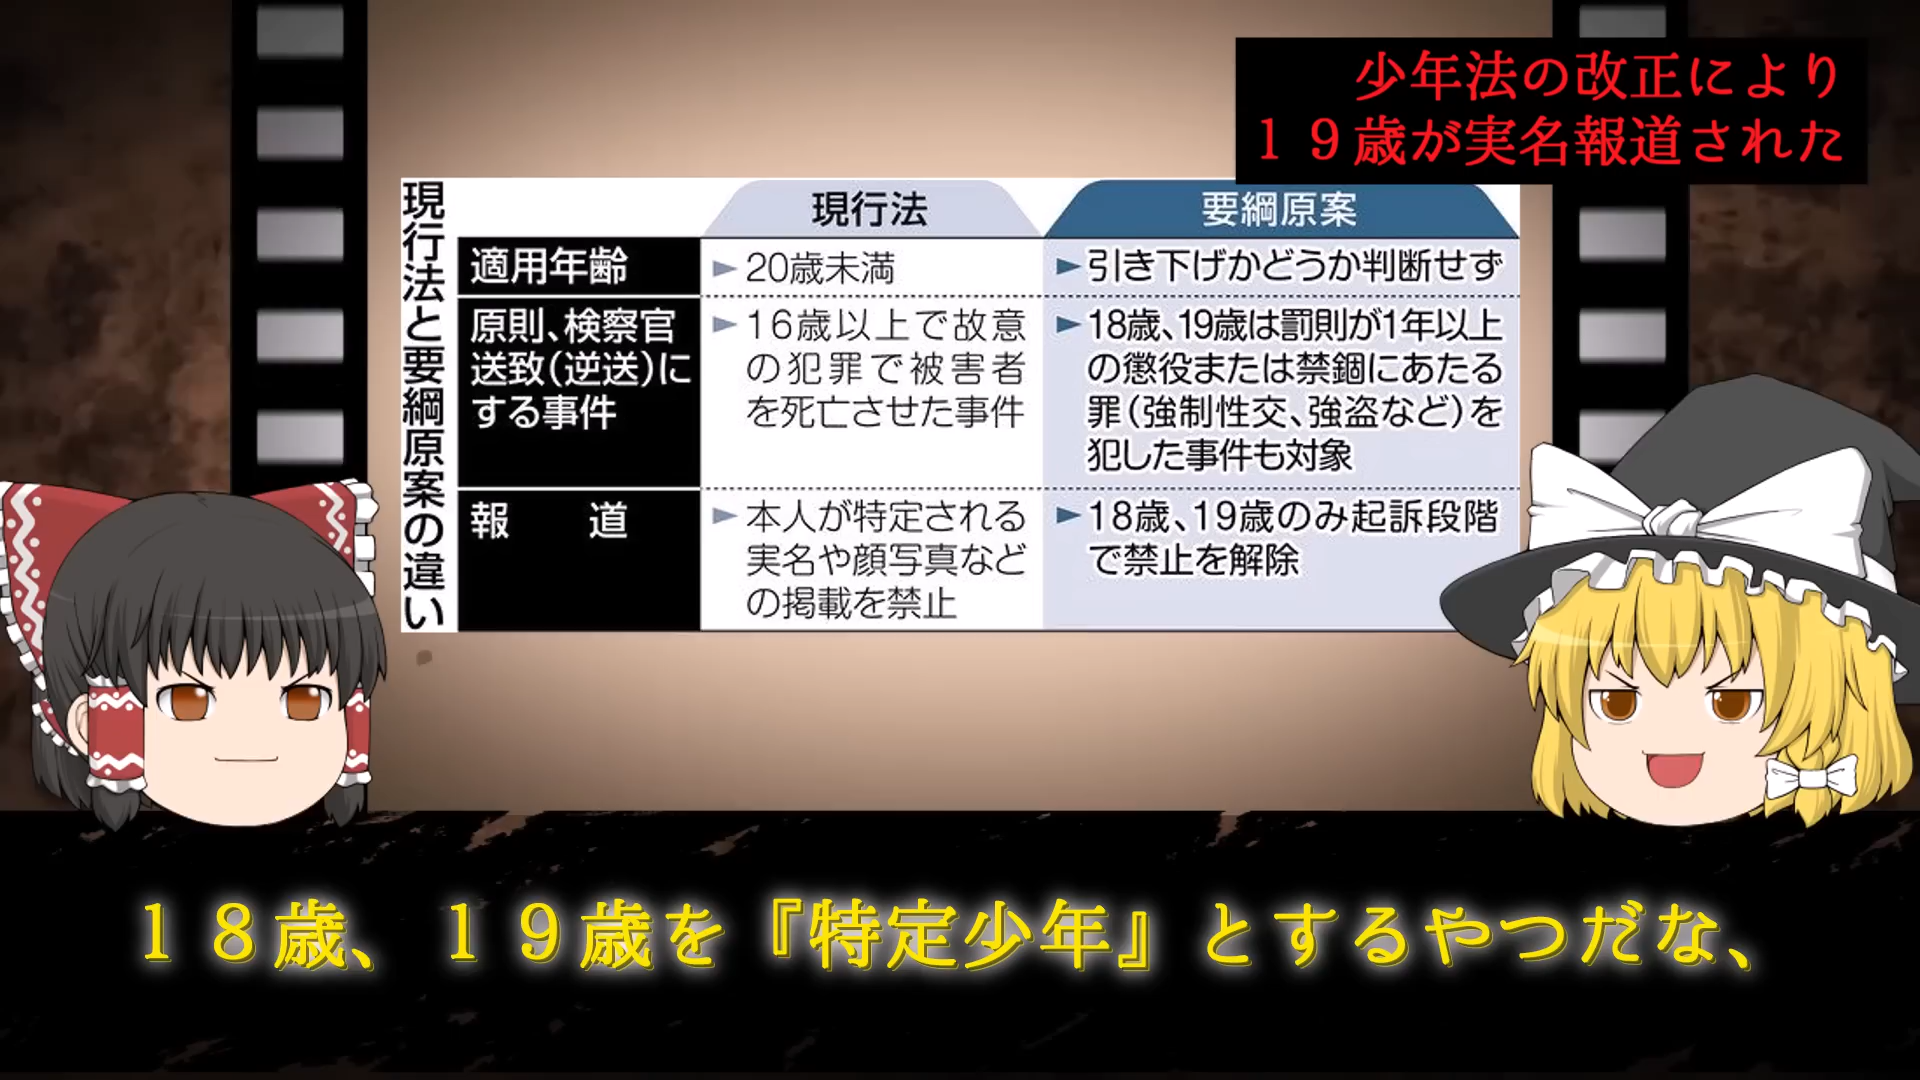 少年法の改正により
１９歳が実名報道された
現行法と要綱原案の違い
現行法
要綱原案
適用年齢
20歳未満
引き下げかどうか判断せず
原則、検察官
送致(逆送)に
する事件
16歳以上で故意
の犯罪で被害者
を死亡させた事件
18歳、19歳は罰則が1年以上
の懲役または禁錮にあたる
罪(強制性交、強盗など)を
犯した事件も対象
報道
本人が特定される
実名や顔写真など
の掲載を禁止
18歳、19歳のみ起訴段階
で禁止を解除
１８歳、１９歳を『特定少年』とするやつだな、